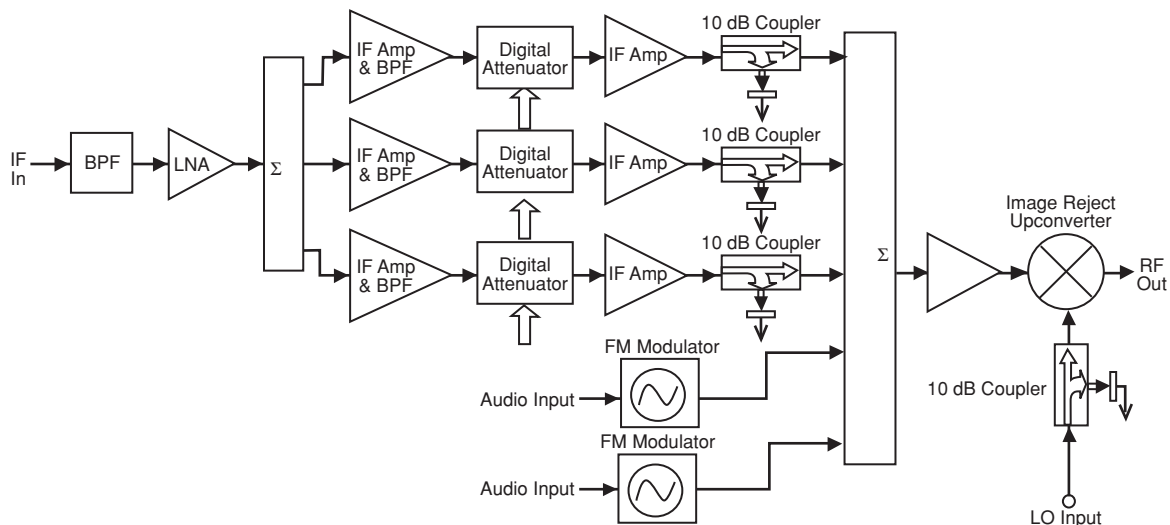 IF
In
BPF
LNA
Σ
IF Amp
& BPF
Digital
Attenuator
IF Amp
10 dB Coupler
IF Amp
& BPF
Digital
Attenuator
IF Amp
10 dB Coupler
IF Amp
& BPF
Digital
Attenuator
IF Amp
10 dB Coupler
Σ
Image Reject
Upconverter
RF
Out
FM Modulator
Audio Input
FM Modulator
Audio Input
10 dB Coupler
LO Input